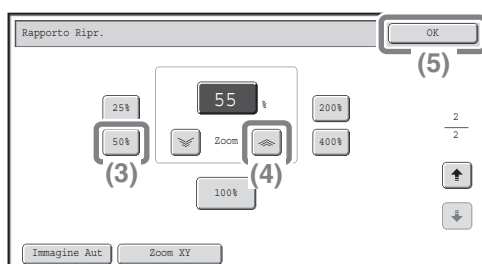 Rapporto Ripr.
OK
(5)
55 %
25%
200%
2
50%
Zoom
400%
2
(3)
(4)
100%
Immagine Aut
Zoom XY